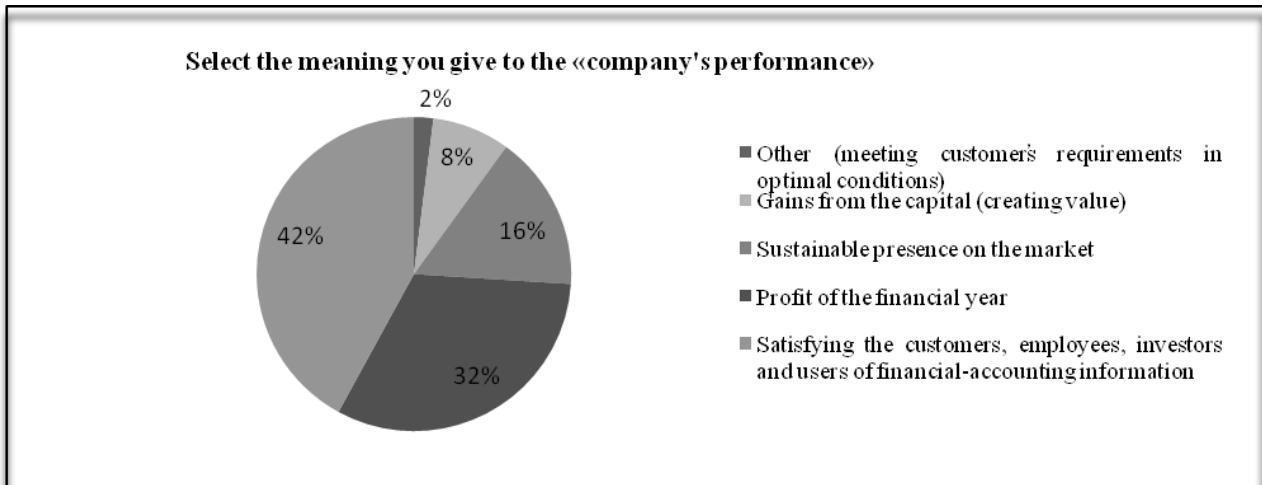 Select the meaning you give to the «company's performance»
2%
8%
16%
42%
32%
Other (meeting customer's requirements in
optimal conditions)
Gains from the capital (creating value)
Sustainable presence on the market
Profit of the financial year
Satisfying the customers, employees, investors
and users of financial-accounting information